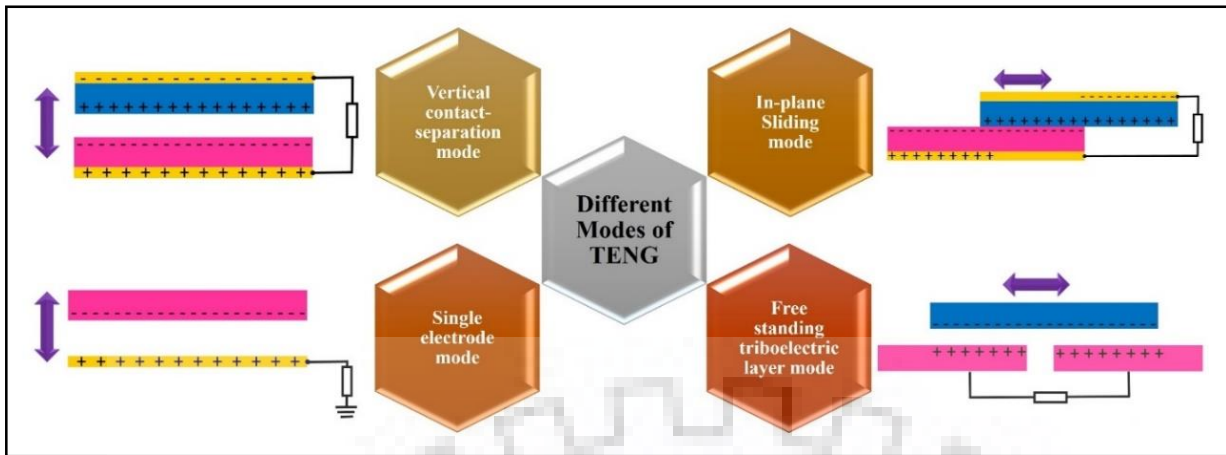 Vertical
contact-
separation
mode
In-plane
Sliding
mode
Different
Modes of
TENG
Single
electrode
mode
Free
standing
triboelectric
layer mode